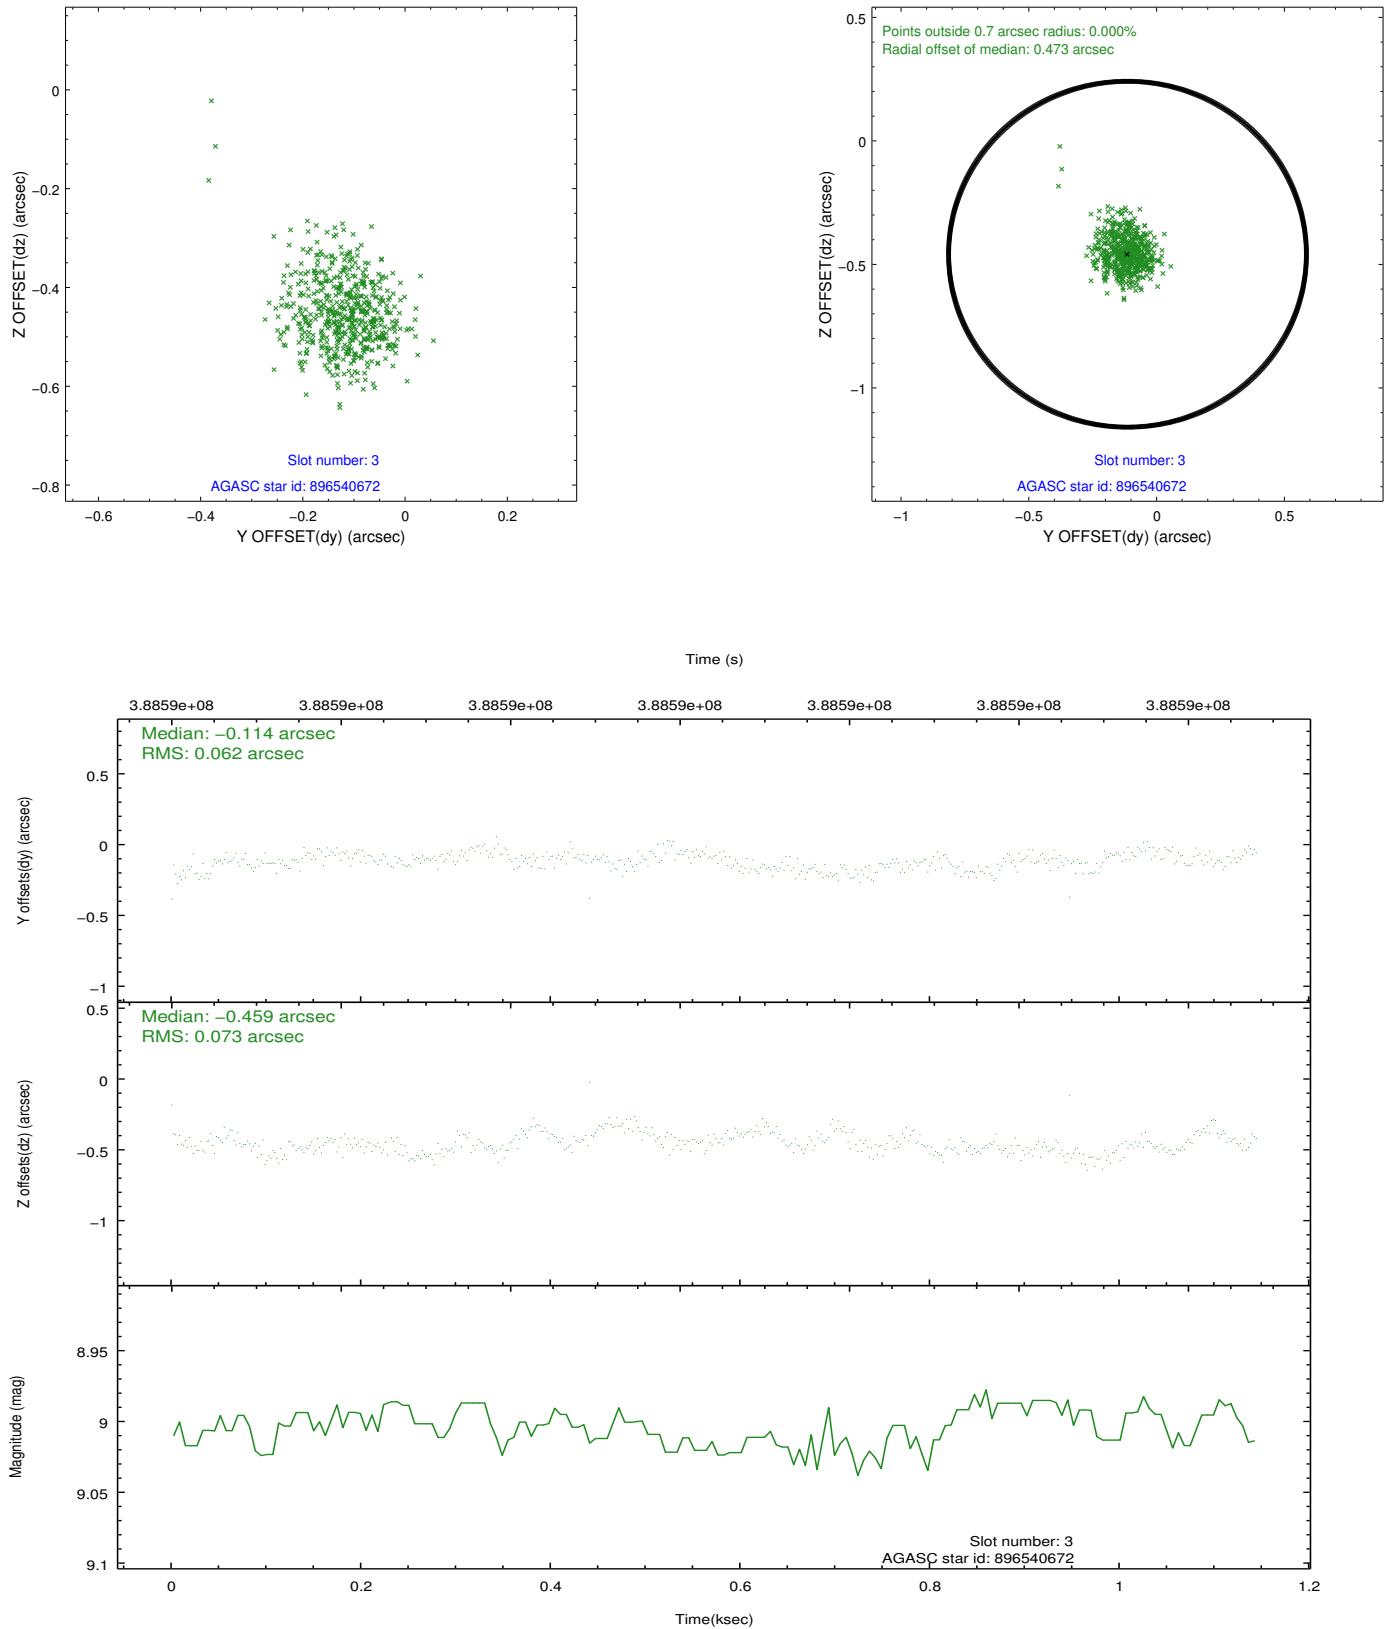 0
−0.2
−0.4
−0.6
−0.8
Z OFFSET(dz) (arcsec)
Slot number: 3
AGASC star id: 896540672
−0.6
−0.4
−0.2
0
0.2
Y OFFSET(dy) (arcsec)
Points outside 0.7 arcsec radius: 0.000%
Radial offset of median: 0.473 arcsec
0.5
0
−0.5
−1
Z OFFSET(dz) (arcsec)
Slot number: 3
AGASC star id: 896540672
−1
−0.5
0
0.5
Y OFFSET(dy) (arcsec)
Time (s)
3.8859e+08
3.8859e+08
3.8859e+08
3.8859e+08
3.8859e+08
3.8859e+08
3.8859e+08
Median: −0.114 arcsec
RMS: 0.062 arcsec
0.5
0
−0.5
−1
Y offsets(dy) (arcsec)
Median: −0.459 arcsec
RMS: 0.073 arcsec
0.5
0
−0.5
−1
Z offsets(dz) (arcsec)
8.95
9
9.05
9.1
Magnitude (mag)
Slot number: 3
AGASC star id: 896540672
0
0.2
0.4
0.6
0.8
1
1.2
Time(ksec)